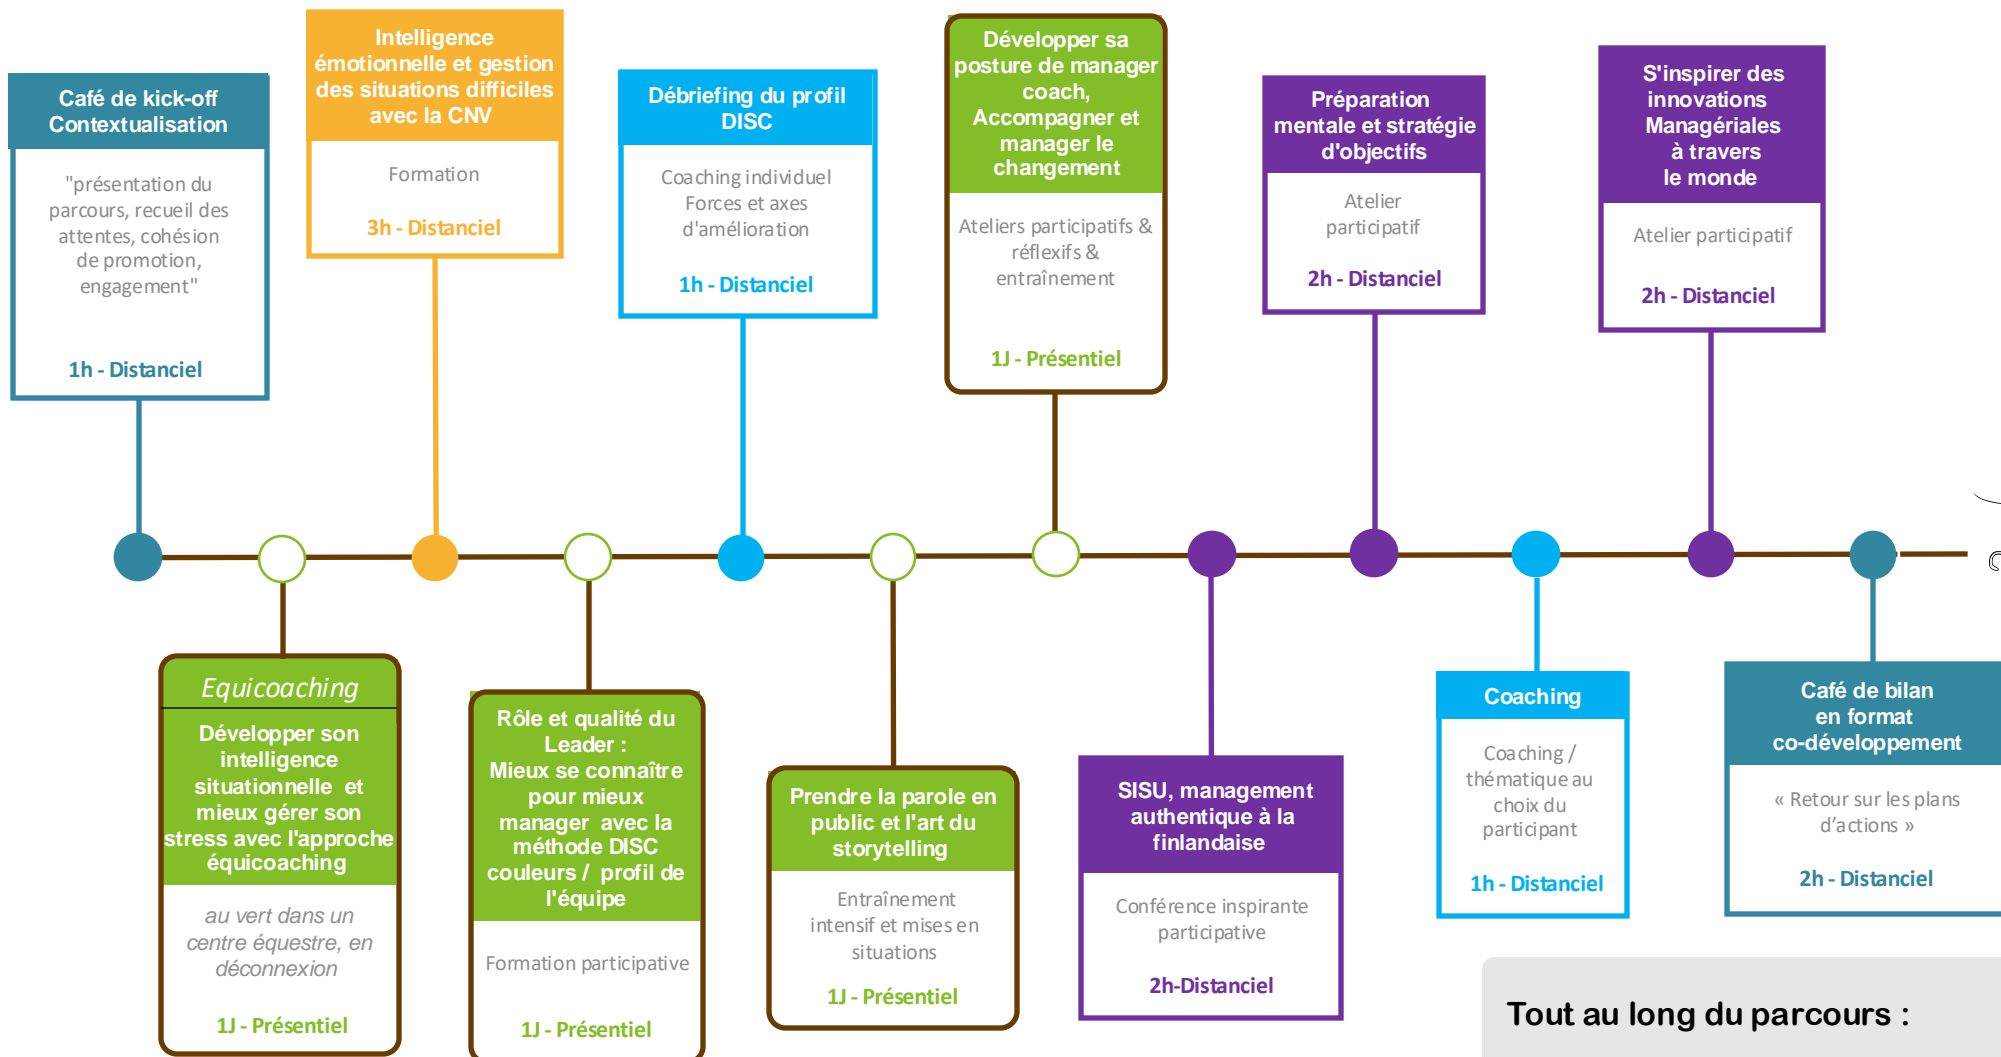 Café de kick-off
Contextualisation
"présentation du
parcours, recueil des
attentes, cohésion
de promotion,
engagement"
1h - Distanciel
Intelligence
émotionnelle et gestion
des situations difficiles
avec la CNV
Formation
3h - Distanciel
Débriefing du profil
DISC
Coaching individuel
Forces et axes
d'amélioration
1h - Distanciel
Développer sa
posture de manager
coach,
Accompagner et
manager le
changement
Ateliers participatifs &
réflexifs &
entraînement
1J - Présentiel
Préparation
mentale et stratégie
d'objectifs
Atelier
participatif
2h - Distanciel
S'inspirer des
innovations
Managériales
à travers
le monde
Atelier participatif
2h - Distanciel
Equicoaching
Développer son
intelligence
situationnelle et
mieux gérer son
stress avec l'approche
équicoaching
au vert dans un
centre équestre, en
déconnexion
1J - Présentiel
Rôle et qualité du
Leader :
Mieux se connaître
pour mieux
manager avec la
méthode DISC
couleurs / profil de
l'équipe
Formation participative
1J - Présentiel
Prendre la parole en
public et l'art du
storytelling
Entraînement
intensif et mises en
situations
1J - Présentiel
SISU, management
authentique à la
finlandaise
Conférence inspirante
participative
2h-Distanciel
Coaching
Coaching /
thématique au
choix du
participant
1h - Distanciel
Café de bilan
en format
co-développement
« Retour sur les plans
d'actions »
2h - Distanciel
Tout au long du parcours :